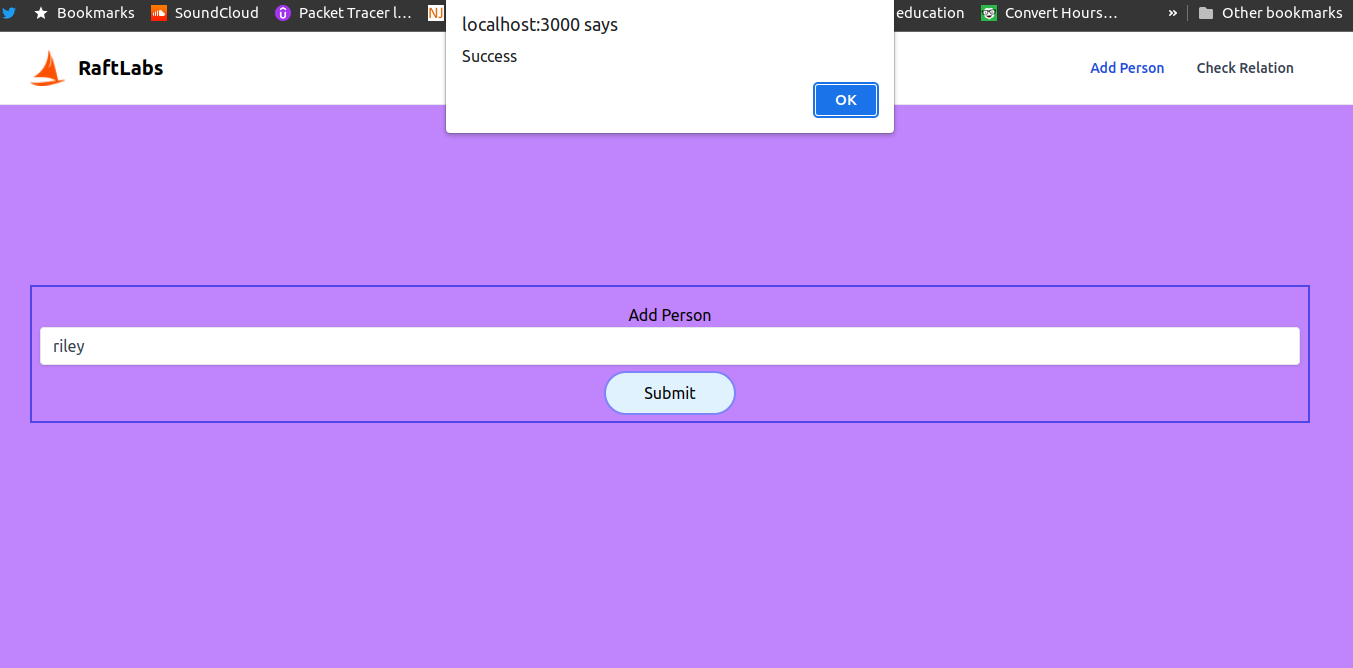 Bookmarks SoundCloud Packet Tracer l... NJ education Convert Hours... » Other bookmarks
localhost:3000 says
Success
OK
RaftLabs Add Person Check Relation
Add Person
riley
Submit